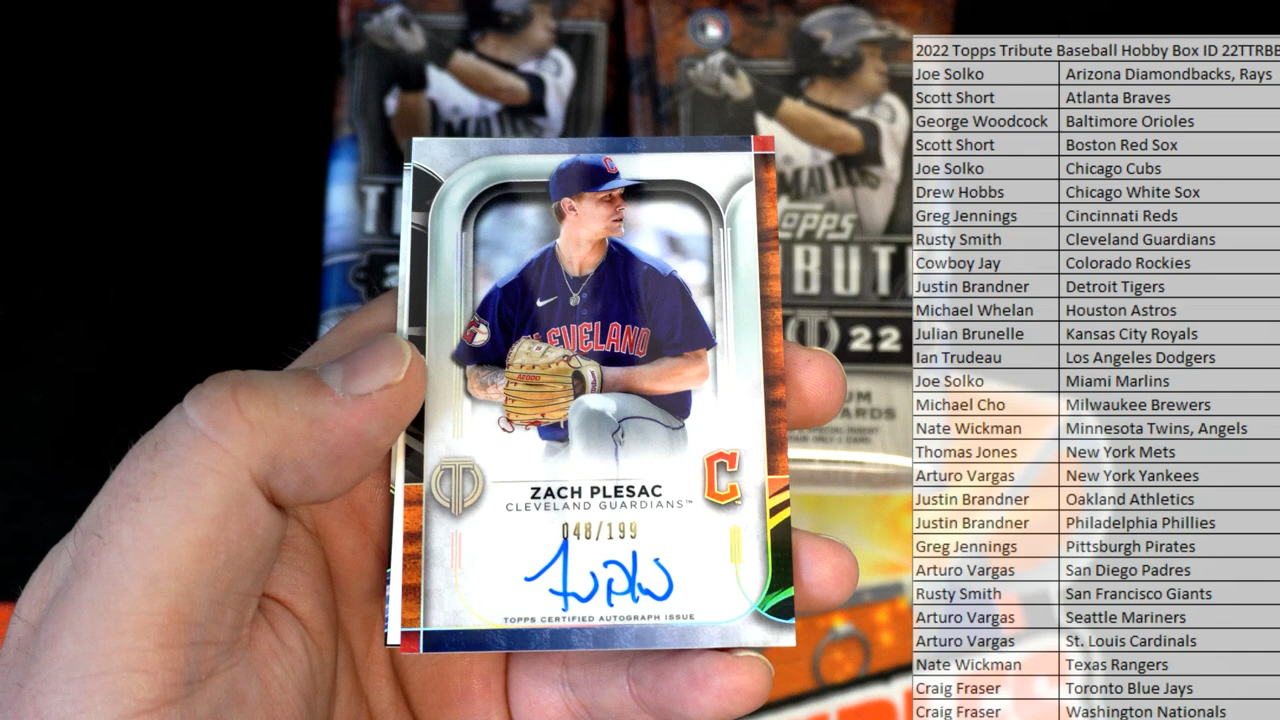 CLEVELAND
A2000
ZACH PLESAC
CLEVELAND GUARDIANS™
048/199
TOPPS CERTIFIED AUTOGRAPH ISSUE
TOPPS
22
2022 Topps Tribute Baseball Hobby Box ID
Joe Solko Arizona Diamondbacks, Rays
Scott Short Atlanta Braves
George Woodcock Baltimore Orioles
Scott Short Boston Red Sox
Joe Solko Chicago Cubs
Drew Hobbs Chicago White Sox
Greg Jennings Cincinnati Reds
Rusty Smith Cleveland Guardians
Cowboy Jay Colorado Rockies
Justin Brandner Detroit Tigers
Michael Whelan Houston Astros
Julian Brunelle Kansas City Royals
Ian Trudeau Los Angeles Dodgers
Joe Solko Miami Marlins
Michael Cho Milwaukee Brewers
Nate Wickman Minnesota Twins, Angels
Thomas Jones New York Mets
Arturo Vargas New York Yankees
Justin Brandner Oakland Athletics
Justin Brandner Philadelphia Phillies
Greg Jennings Pittsburgh Pirates
Arturo Vargas San Diego Padres
Rusty Smith San Francisco Giants
Arturo Vargas Seattle Mariners
Arturo Vargas St. Louis Cardinals
Nate Wickman Texas Rangers
Craig Fraser Toronto Blue Jays
Craig Fraser Washington Nationals